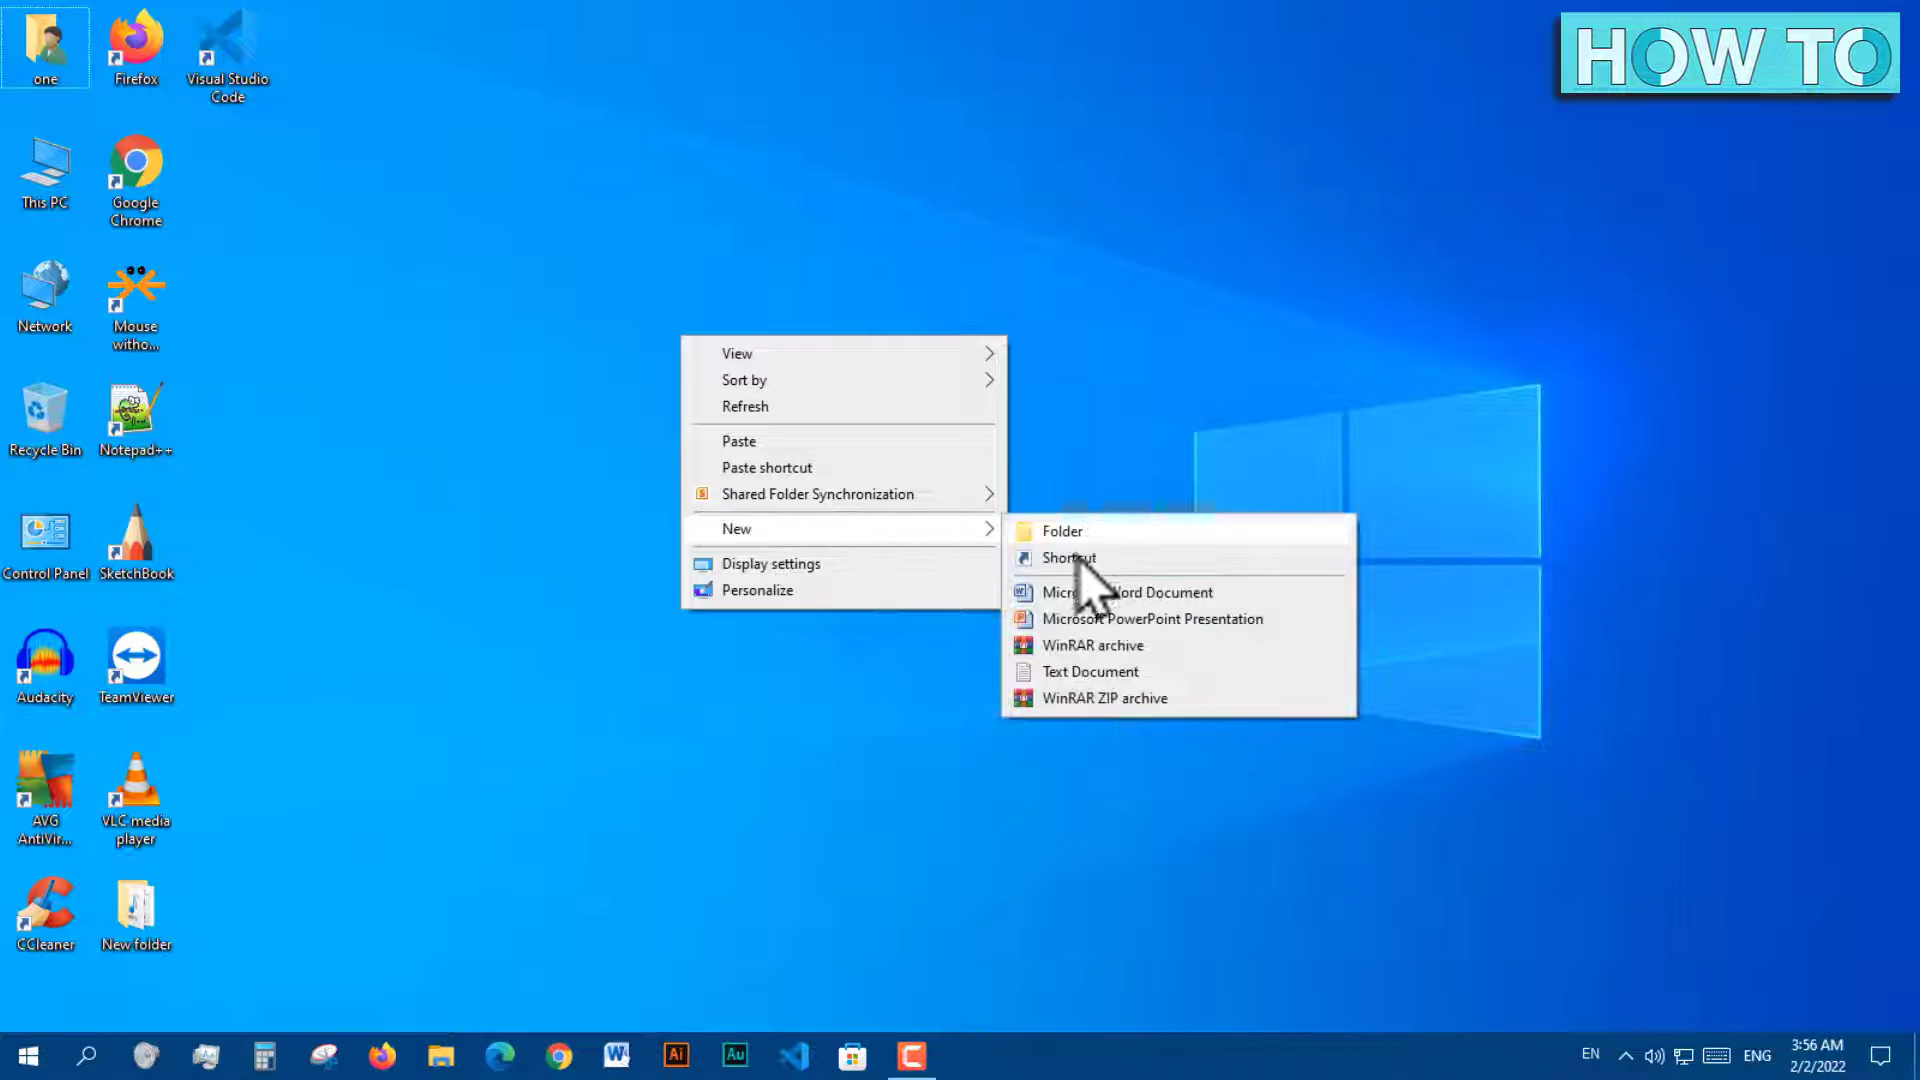 HOW TO
one
Firefox
Visual Studio
Code
This PC
Google
Chrome
Network
Mouse
witho...
Recycle Bin
Notepad++
Control Panel
SketchBook
Audacity
TeamViewer
AVG
AntiVir...
VLC media
player
CCleaner
New folder
View
Sort by
Refresh
Paste
Paste shortcut
Shared Folder Synchronization
New
Display settings
Personalize
Folder
Shortcut
Microsoft Word Document
Microsoft PowerPoint Presentation
WinRAR archive
Text Document
WinRAR ZIP archive
Ai
Au
EN
ENG
3:56 AM
2/2/2022